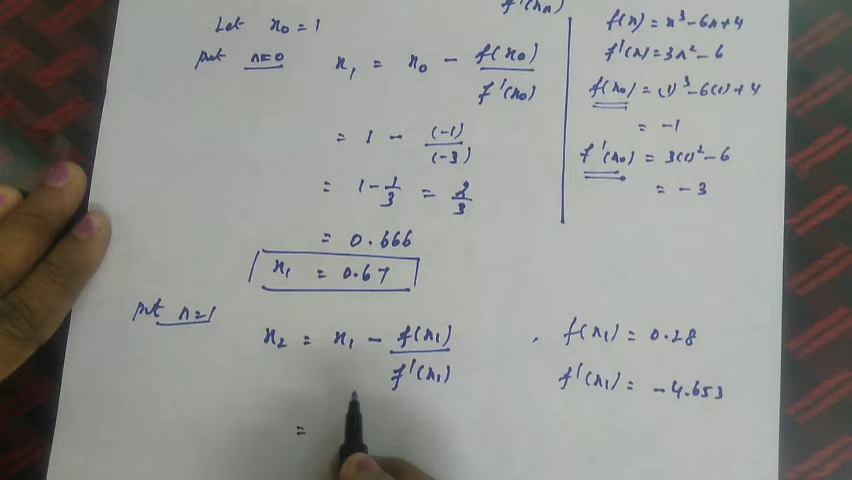 f'(xn)
Let x0 = 1
put n=0 x1 = x0 - f(x0) / f'(x0)
= 1 - (-1) / (-3)
= 1 - 1/3 = 2/3
= 0.666
x1 = 0.67
put n=1
x2 = x1 - f(x1) / f'(x1)
=
f(x) = x³ - 6x + 4
f'(x) = 3x² - 6
f(x0) = (1)³ - 6(1) + 4
= -1
f'(x0) = 3(1)² - 6
= -3
, f(x1) = 0.28
f'(x1) = -4.653